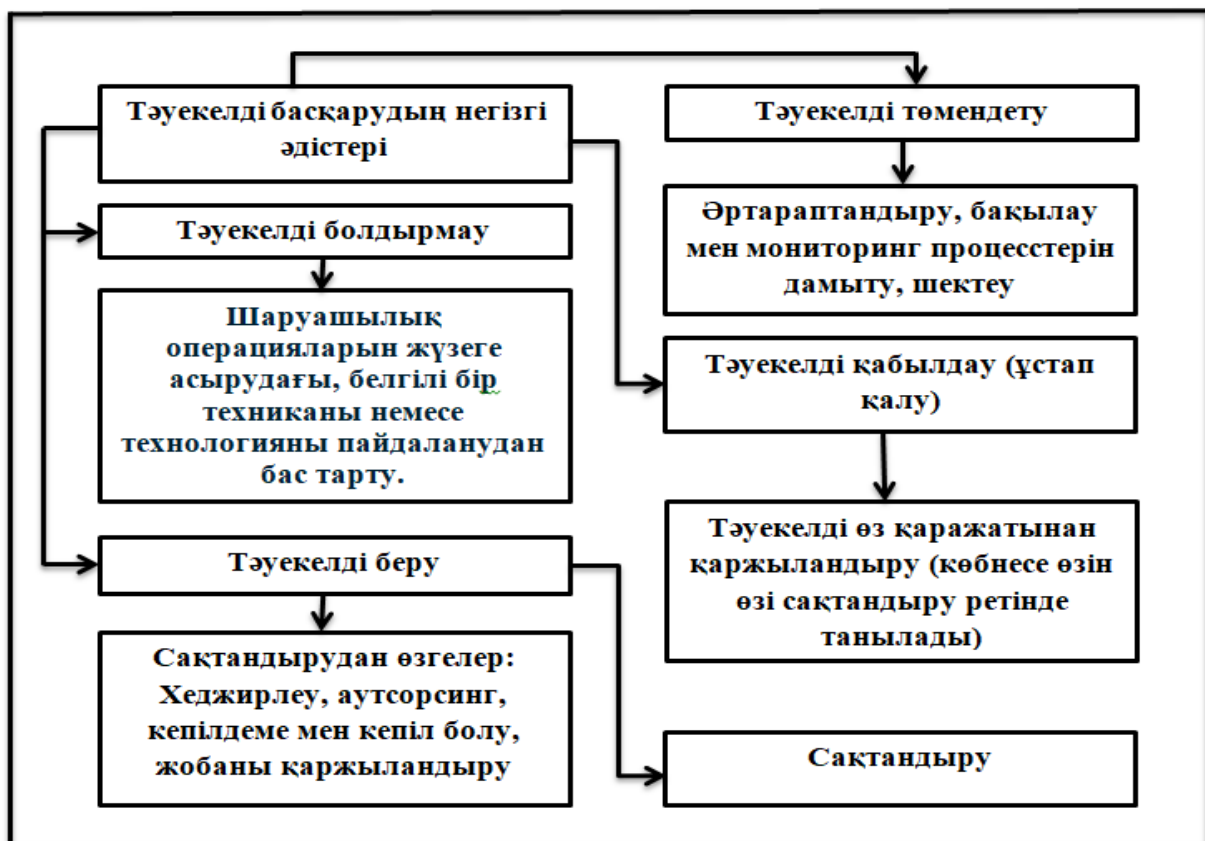 Тәуекелді басқарудың негізгі
әдістері
Тәуекелді болдырмау
Шаруашылық
операцияларын жүзеге
асырудағы, белгілі бір
техниканы немесе
технологияны пайдаланудан
бас тарту.
Тәуекелді беру
Сақтандырудан өзгелер:
Хеджирлеу, аутсорсинг,
кепілдеме мен кепіл болу,
жобаны қаржыландыру
Тәуекелді төмендету
Әртараптандыру, бақылау
мен мониторинг процесстерін
дамыту, шектеу
Тәуекелді қабылдау (ұстап
қалу)
Тәуекелді өз қаражатынан
қаржыландыру (көбнесе өзін
өзі сақтандыру ретінде
танылады)
Сақтандыру